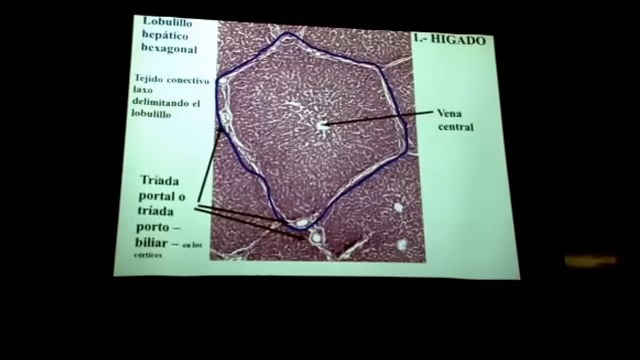 Lobulillo
hepático
hexagonal
1.- HIGADO
Tejido conectivo
laxo
delimitando el
lobulillo
Vena
central
Tríada
portal o
tríada
porto –
biliar – en los
vértices